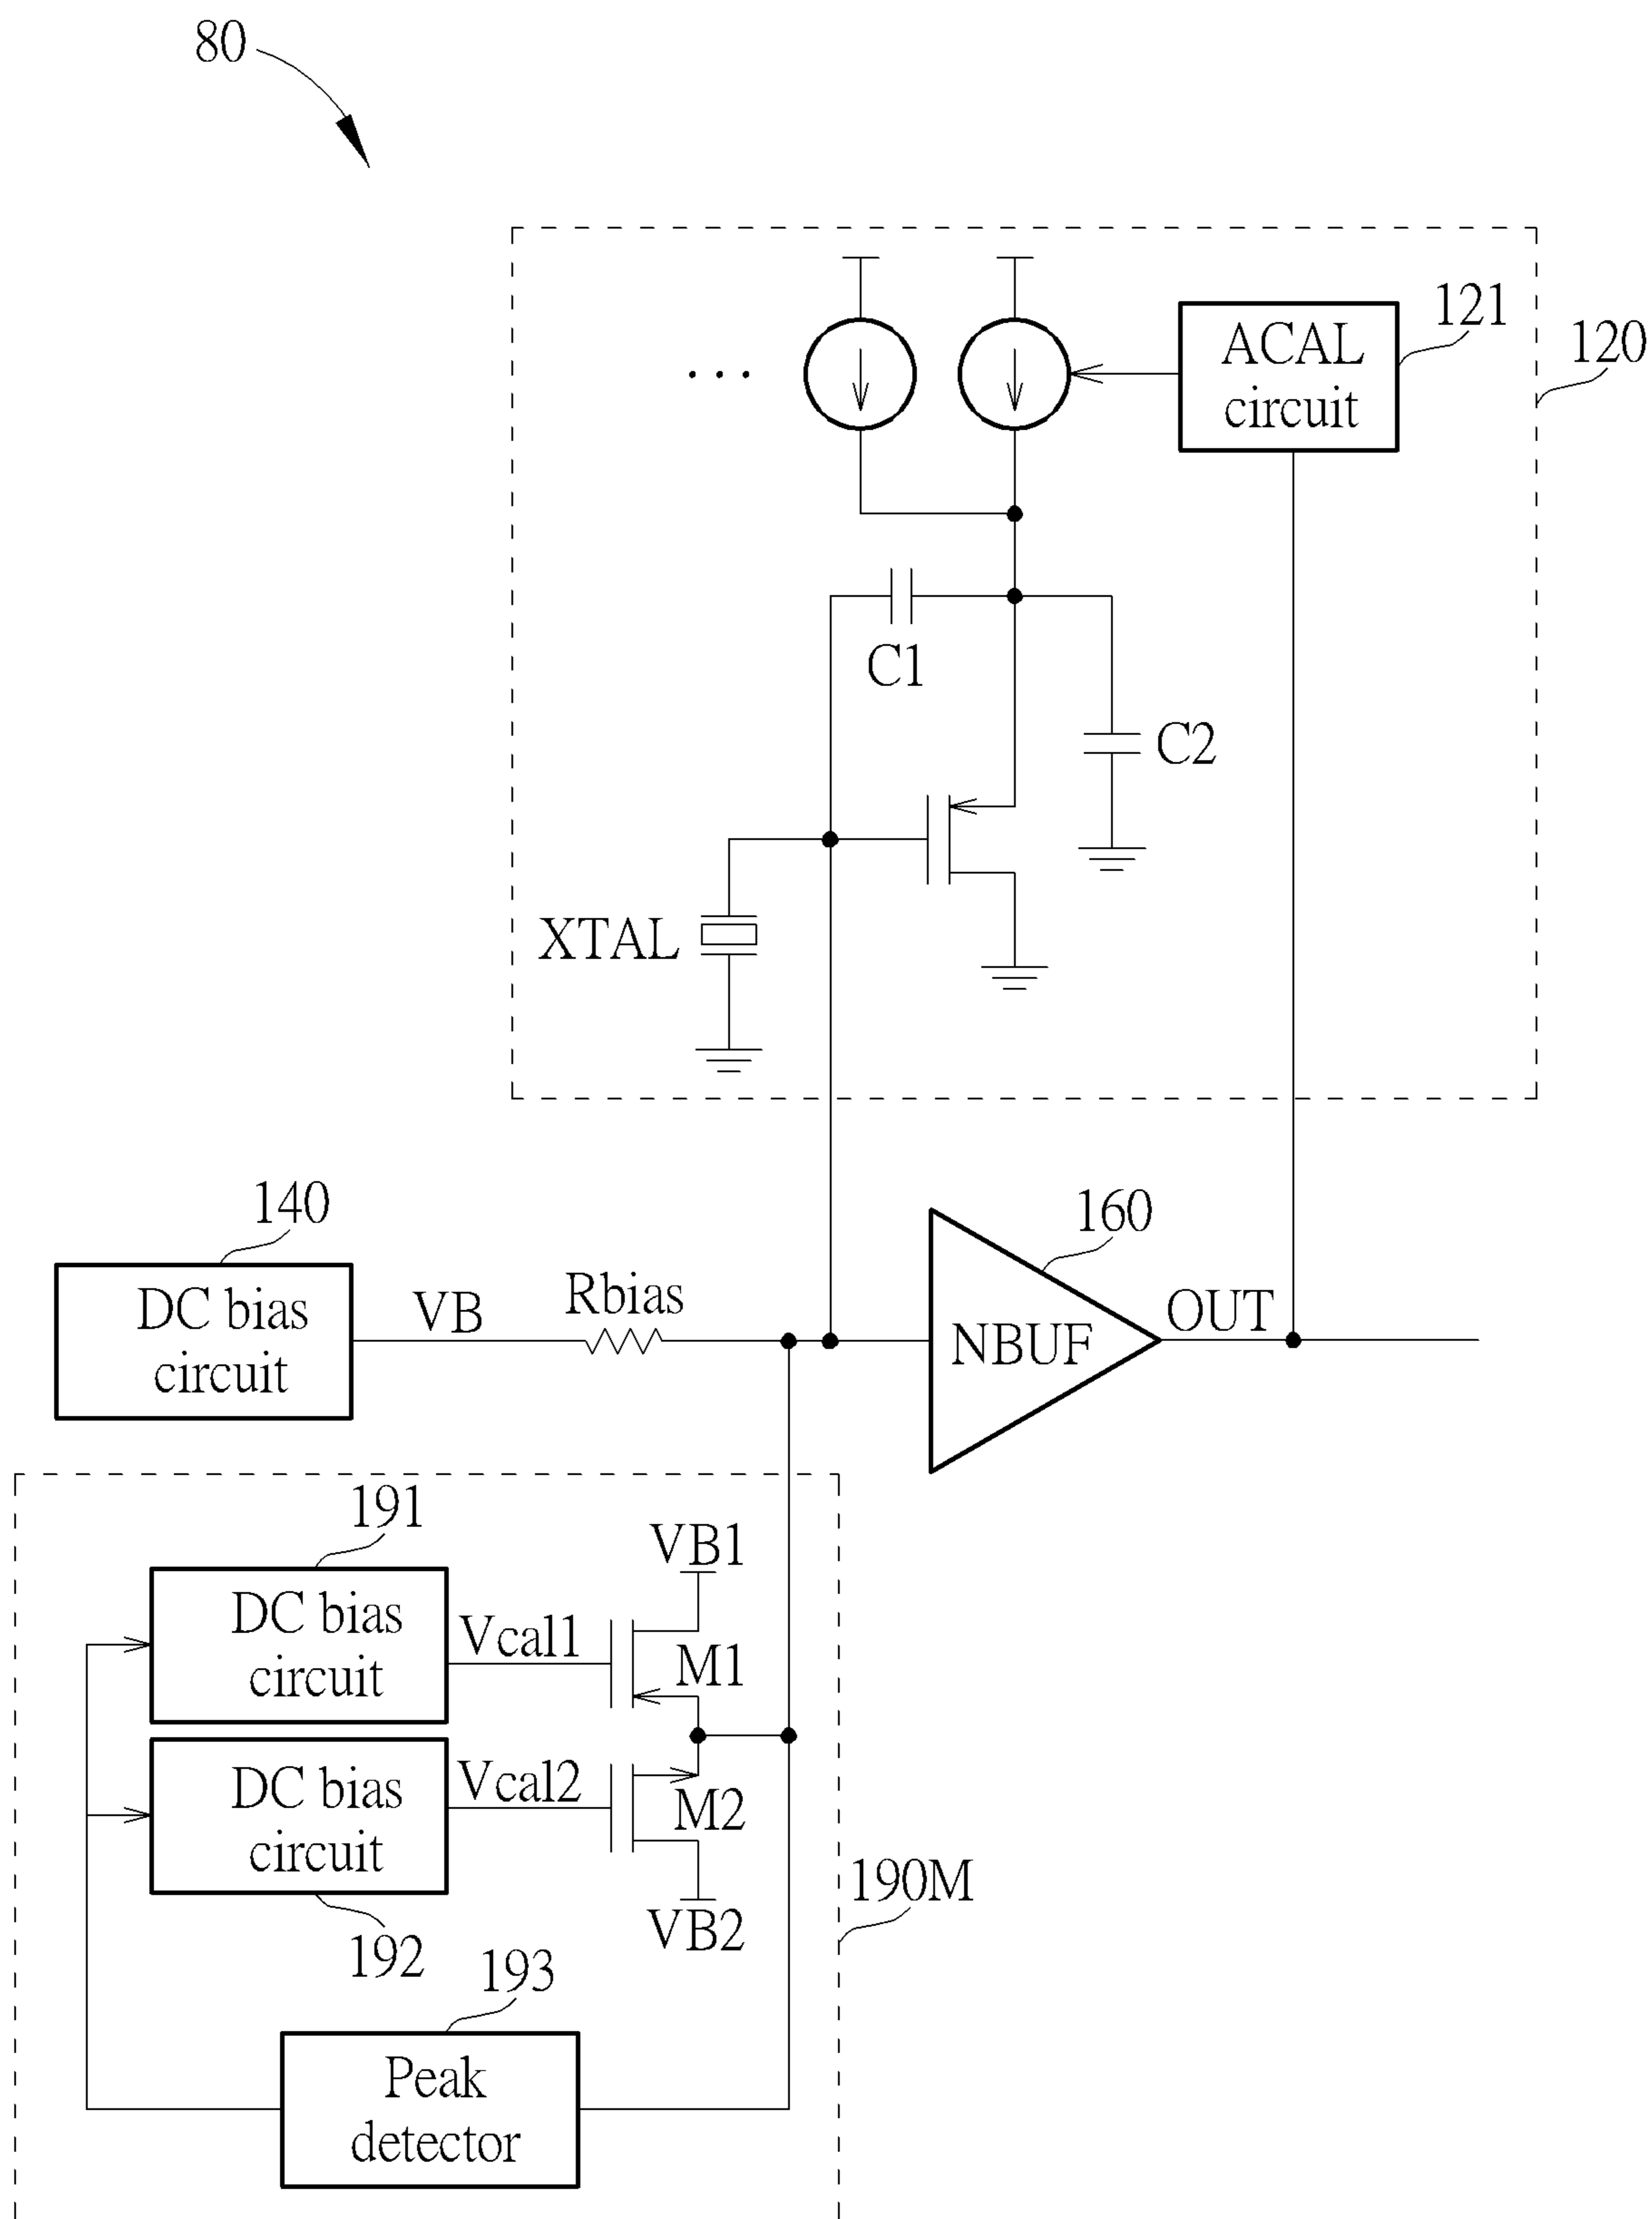 80
121
120
ACAL
circuit
...
C1
C2
XTAL
140
160
DC bias
circuit
VB
Rbias
NBUF
OUT
191
VB1
DC bias
circuit
Vcal1
M1
DC bias
circuit
Vcal2
M2
190M
192
VB2
193
Peak
detector